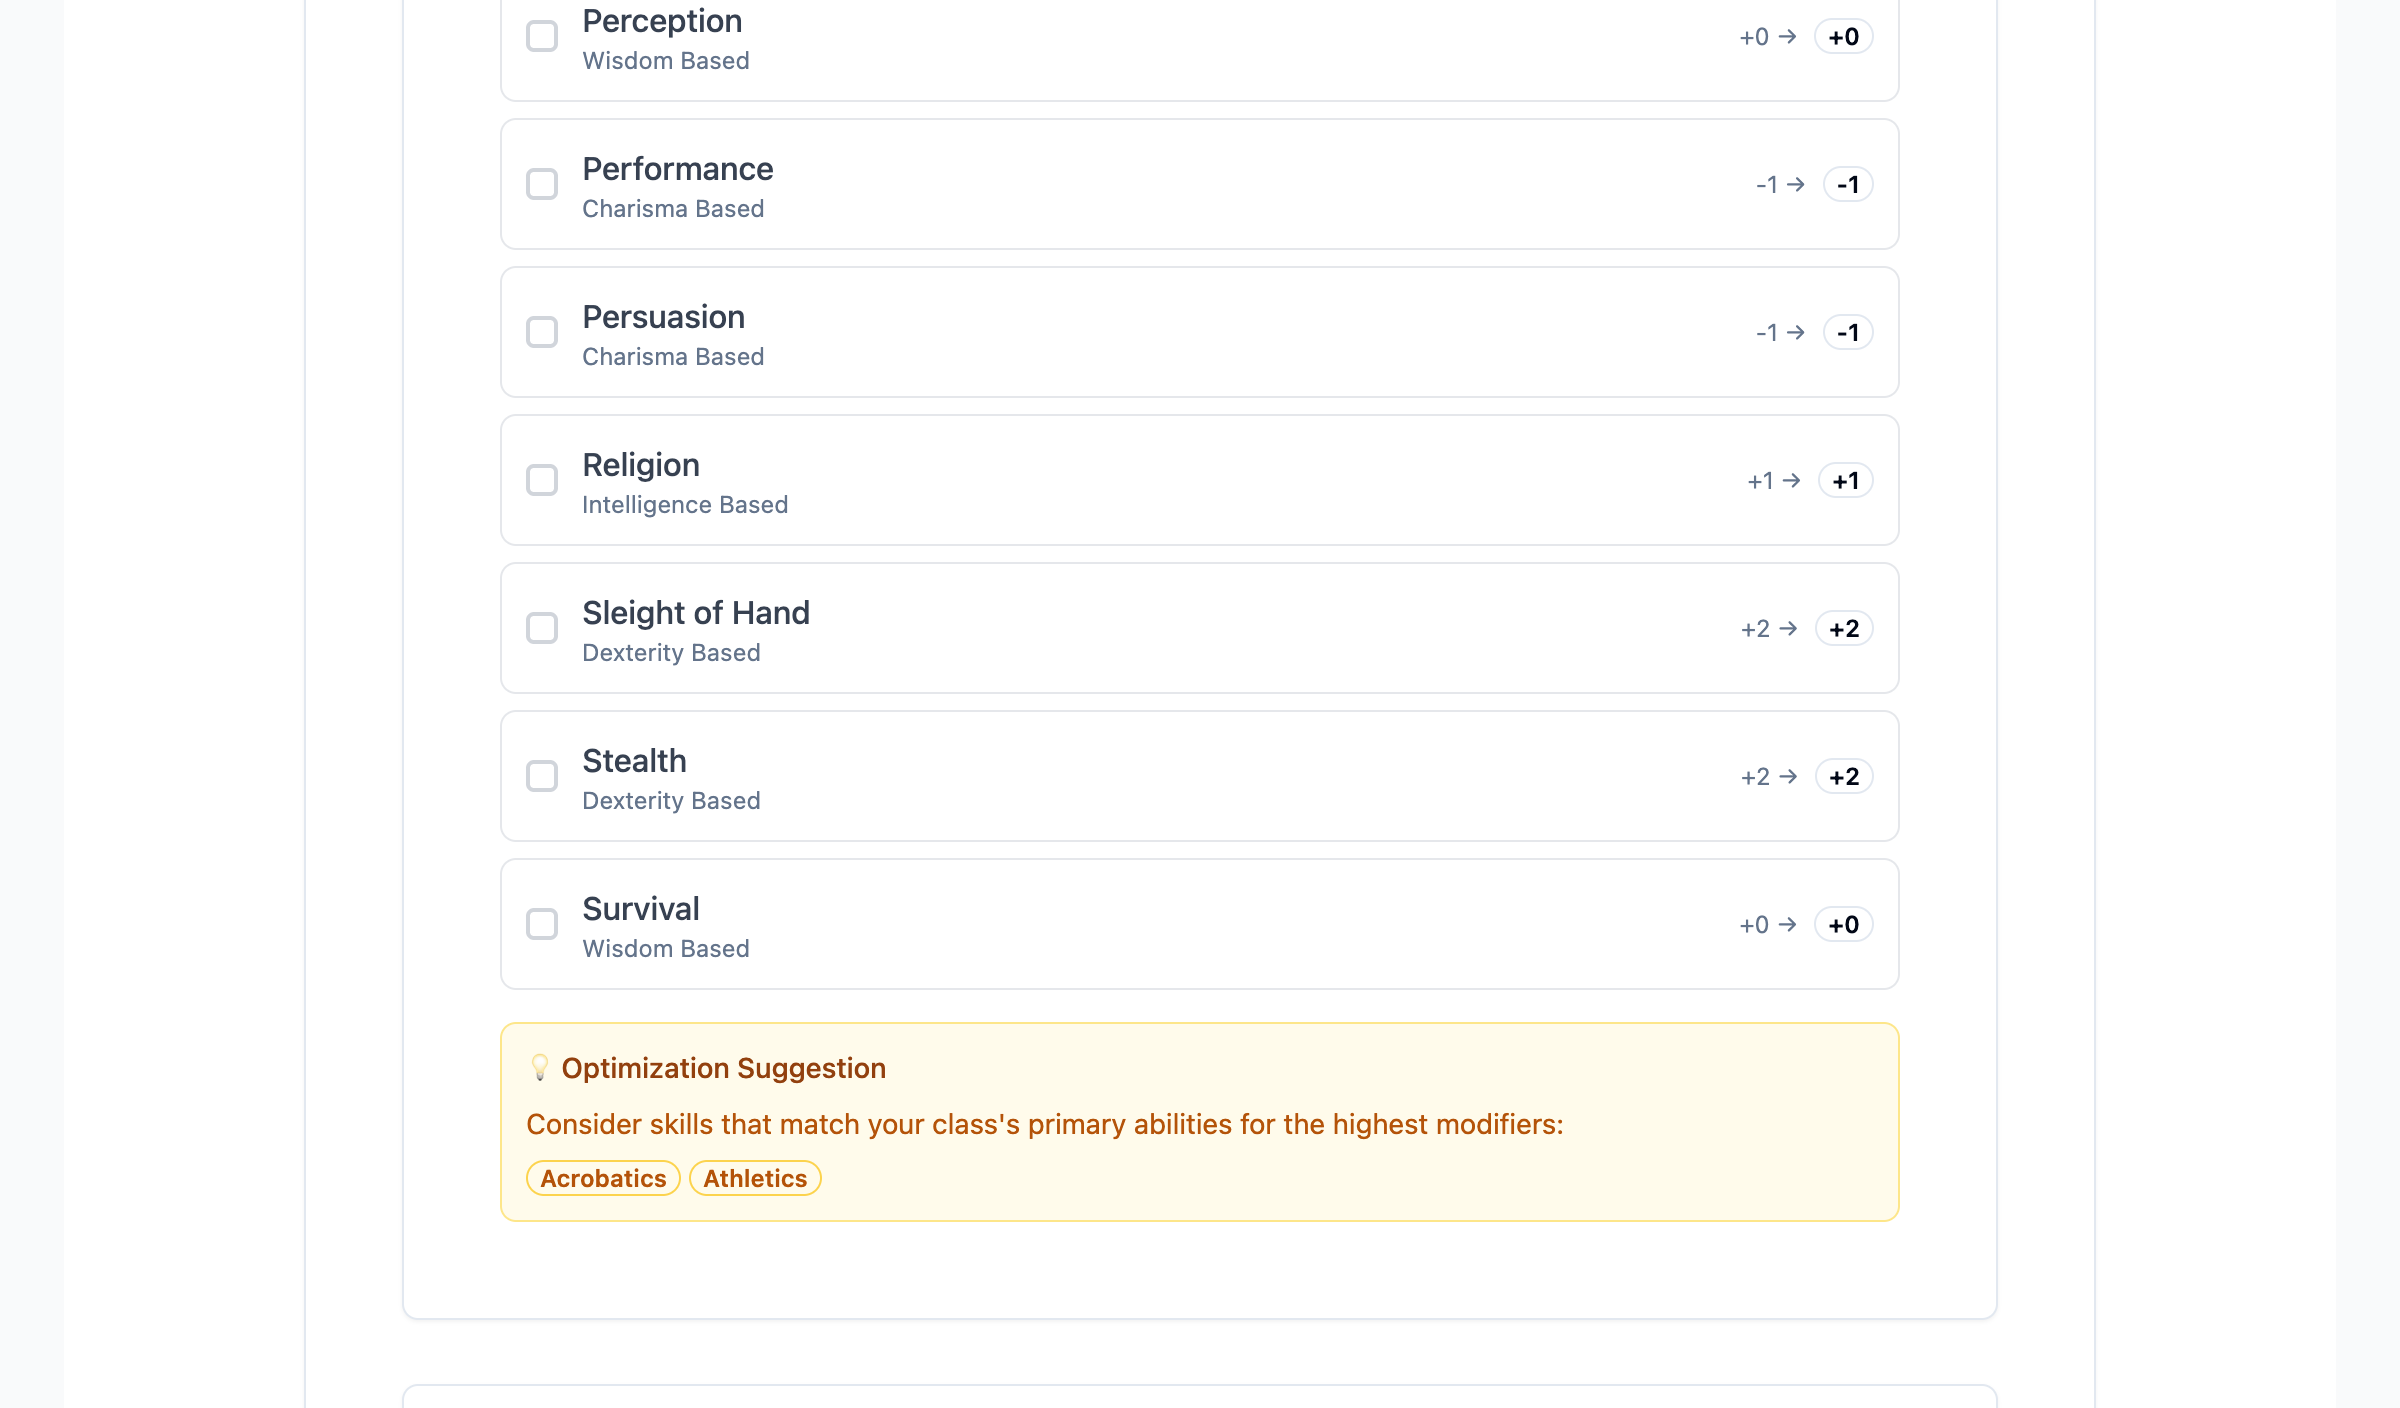 Perception
Wisdom Based
+0 → +0
Performance
Charisma Based
-1 → -1
Persuasion
Charisma Based
-1 → -1
Religion
Intelligence Based
+1 → +1
Sleight of Hand
Dexterity Based
+2 → +2
Stealth
Dexterity Based
+2 → +2
Survival
Wisdom Based
+0 → +0
💡 Optimization Suggestion
Consider skills that match your class's primary abilities for the highest modifiers:
Acrobatics Athletics